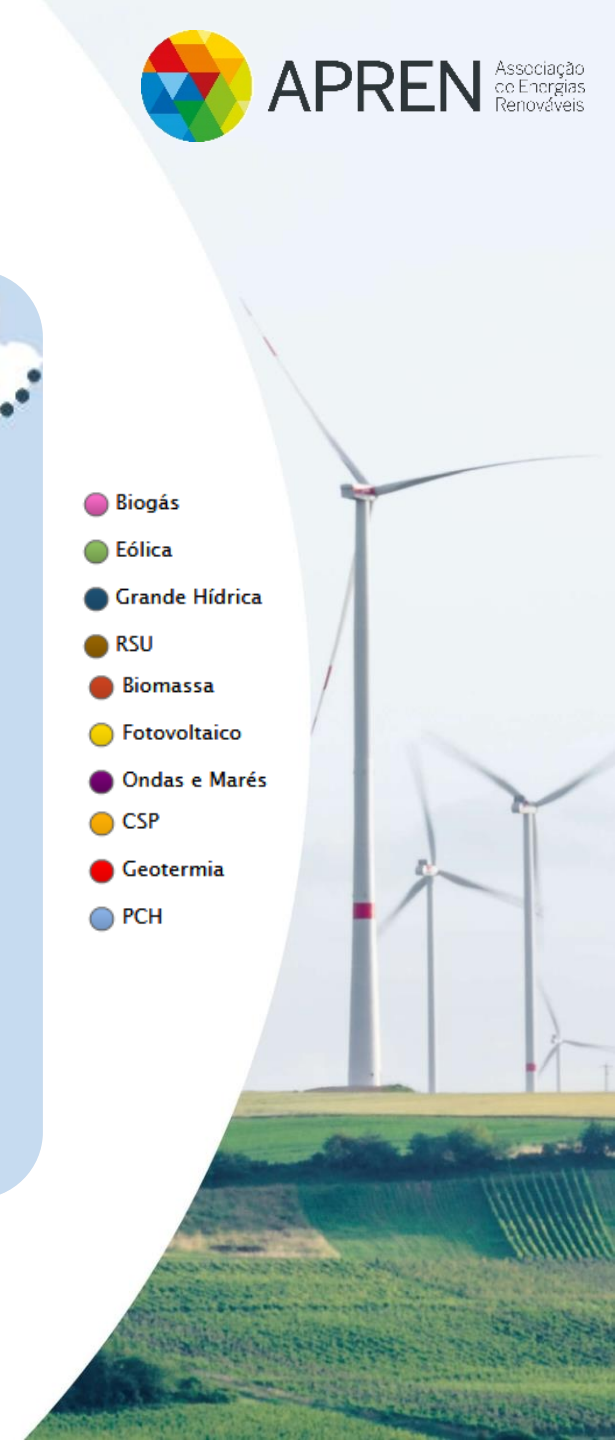 APREN
Associação
de Energias
Renováveis
Biogás
Eólica
Grande Hídrica
RSU
Biomassa
Fotovoltaico
Ondas e Marés
CSP
Geotermia
PCH